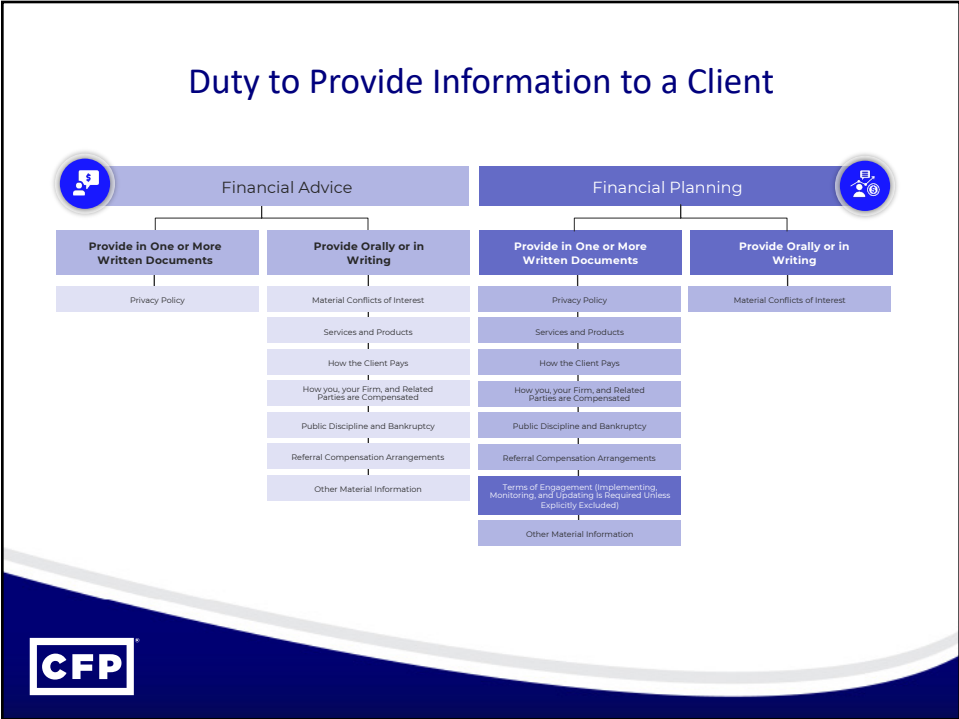 Duty to Provide Information to a Client
Financial Advice
Provide in One or More
Written Documents
Privacy Policy
Provide Orally or in
Writing
Material Conflicts of Interest
Services and Products
How the Client Pays
How you, your Firm, and Related
Parties are Compensated
Public Discipline and Bankruptcy
Referral Compensation Arrangements
Other Material Information
Financial Planning
Provide in One or More
Written Documents
Privacy Policy
Services and Products
How the Client Pays
How you, your Firm, and Related
Parties are Compensated
Public Discipline and Bankruptcy
Referral Compensation Arrangements
Terms of Engagement (Implementing,
Monitoring, and Updating Is Required Unless
Explicitly Excluded)
Other Material Information
Provide Orally or in
Writing
Material Conflicts of Interest
CFP®